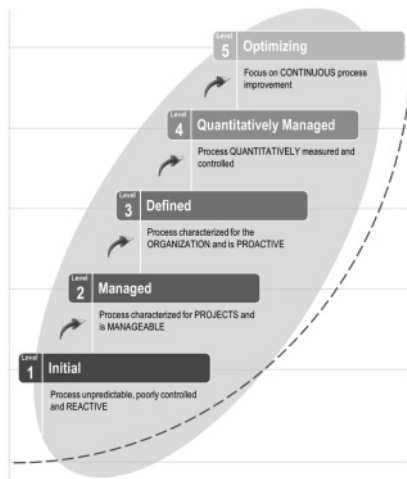 Level
5 Optimizing
Focus on CONTINUOUS process
improvement
Level
4 Quantitatively Managed
Process QUANTITATIVELY measured and
controlled
Level
3 Defined
Process characterized for the
ORGANIZATION and is PROACTIVE
Level
2 Managed
Process characterized for PROJECTS and
is MANAGEABLE
Level
1 Initial
Process unpredictable, poorly controlled
and REACTIVE